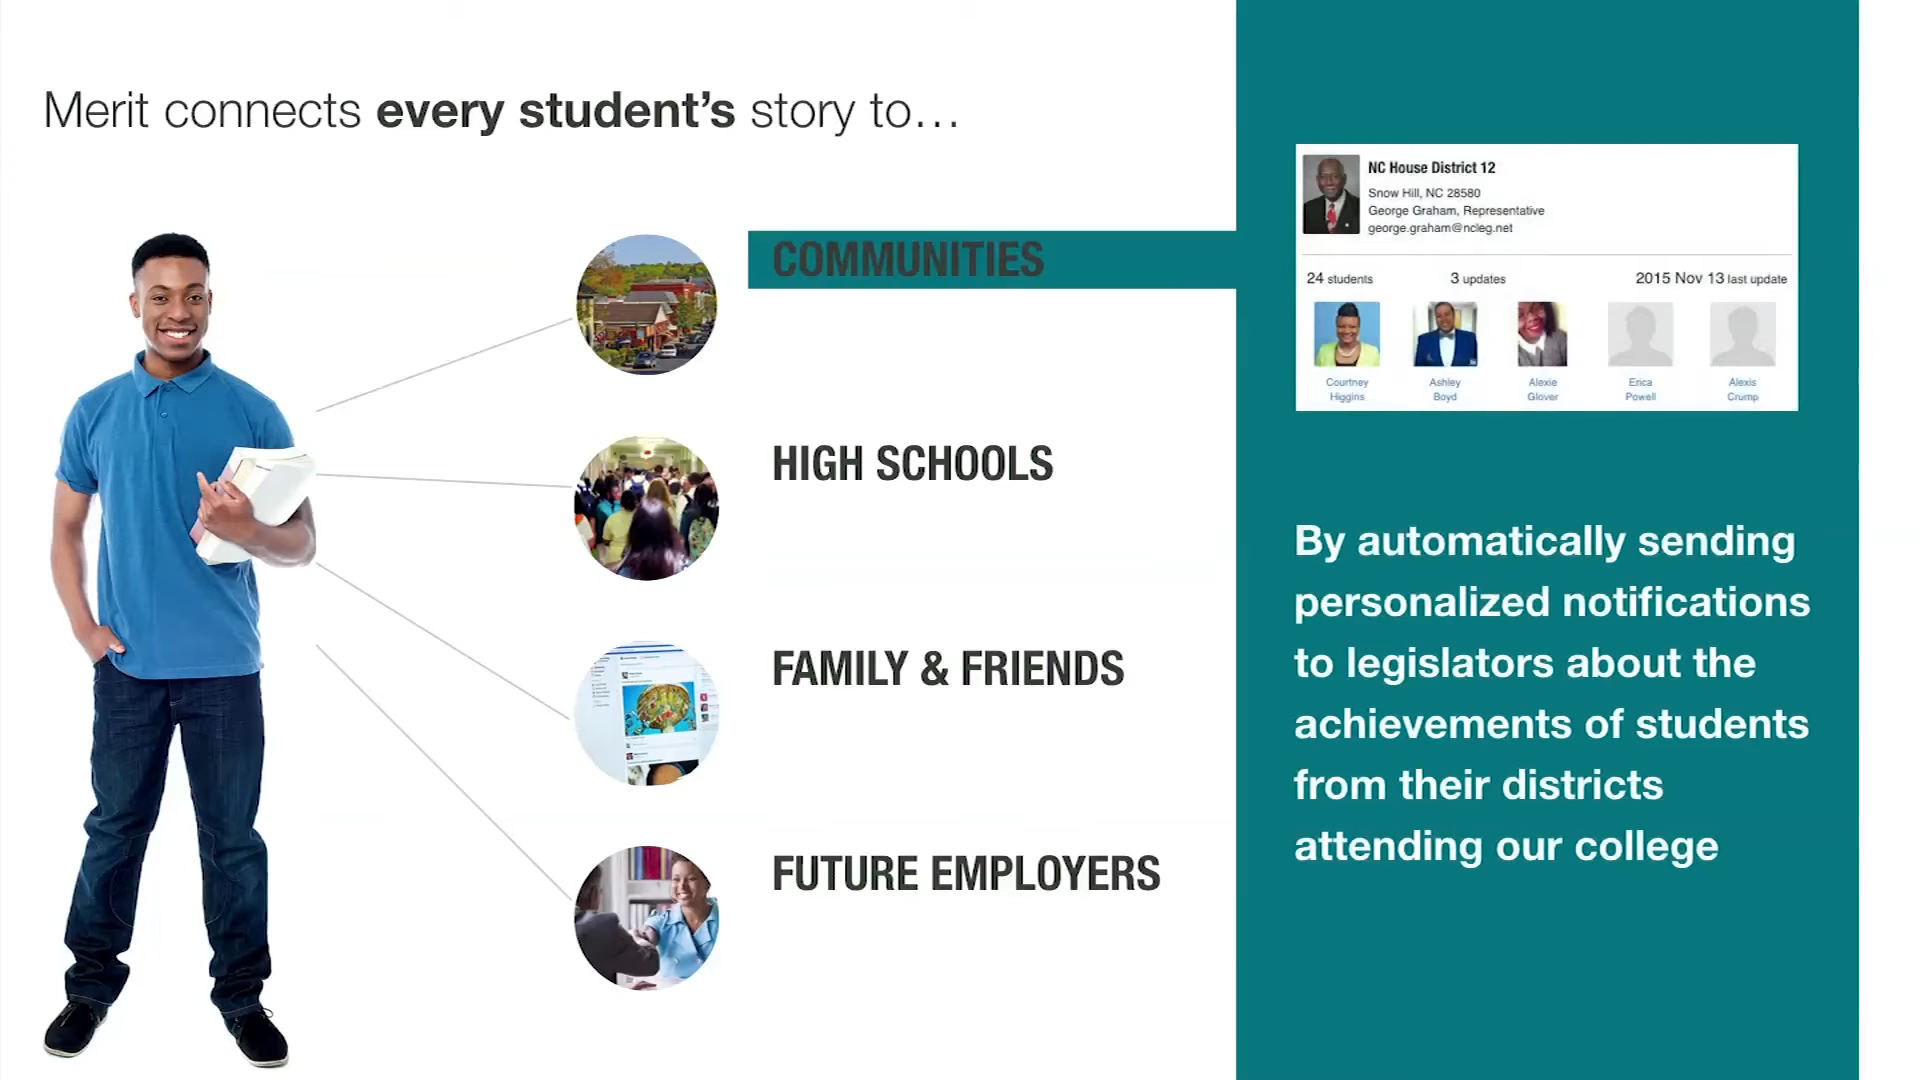 Merit connects every student’s story to…
COMMUNITIES
HIGH SCHOOLS
FAMILY & FRIENDS
FUTURE EMPLOYERS
NC House District 12
Snow Hill, NC 28580
George Graham, Representative
george.graham@ncleg.net
24 students 3 updates 2015 Nov 13 last update
Courtney Ashley Alexie Erica Alexis
Higgins Boyd Glover Powell Crump
By automatically sending
personalized notifications
to legislators about the
achievements of students
from their districts
attending our college